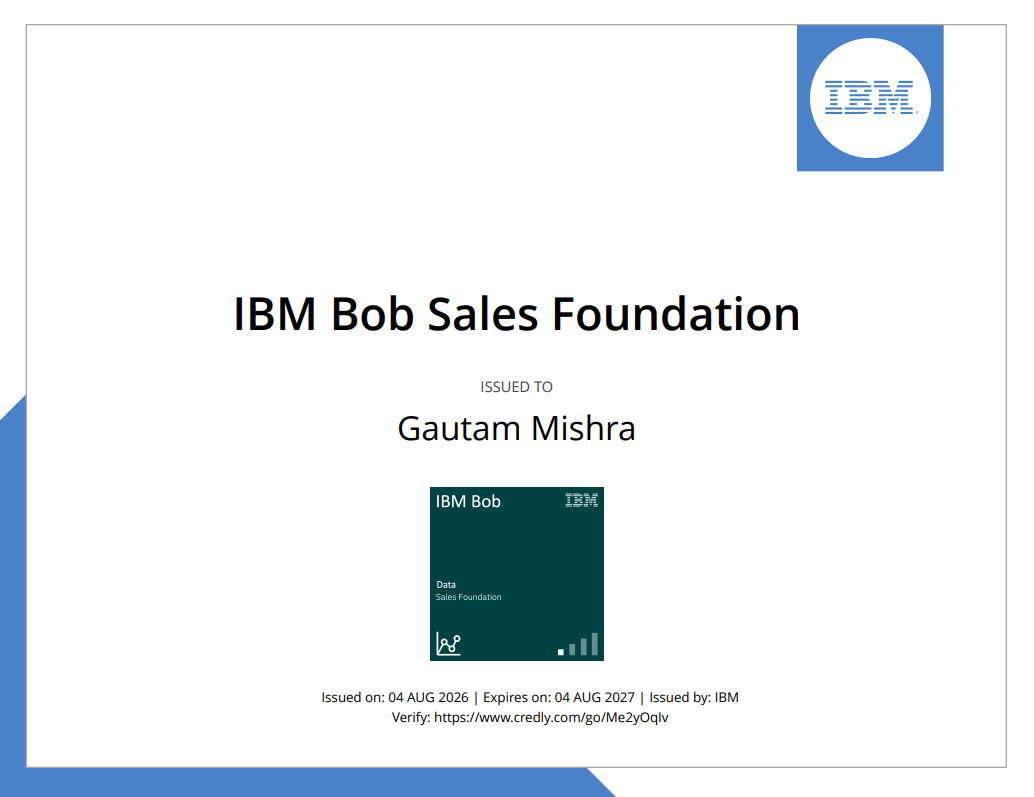 IBM
IBM Bob Sales Foundation
ISSUED TO
Gautam Mishra
IBM Bob
IBM
Data
Sales Foundation
Issued on: 04 AUG 2026 | Expires on: 04 AUG 2027 | Issued by: IBM
Verify: https://www.credly.com/go/Me2yOqIv